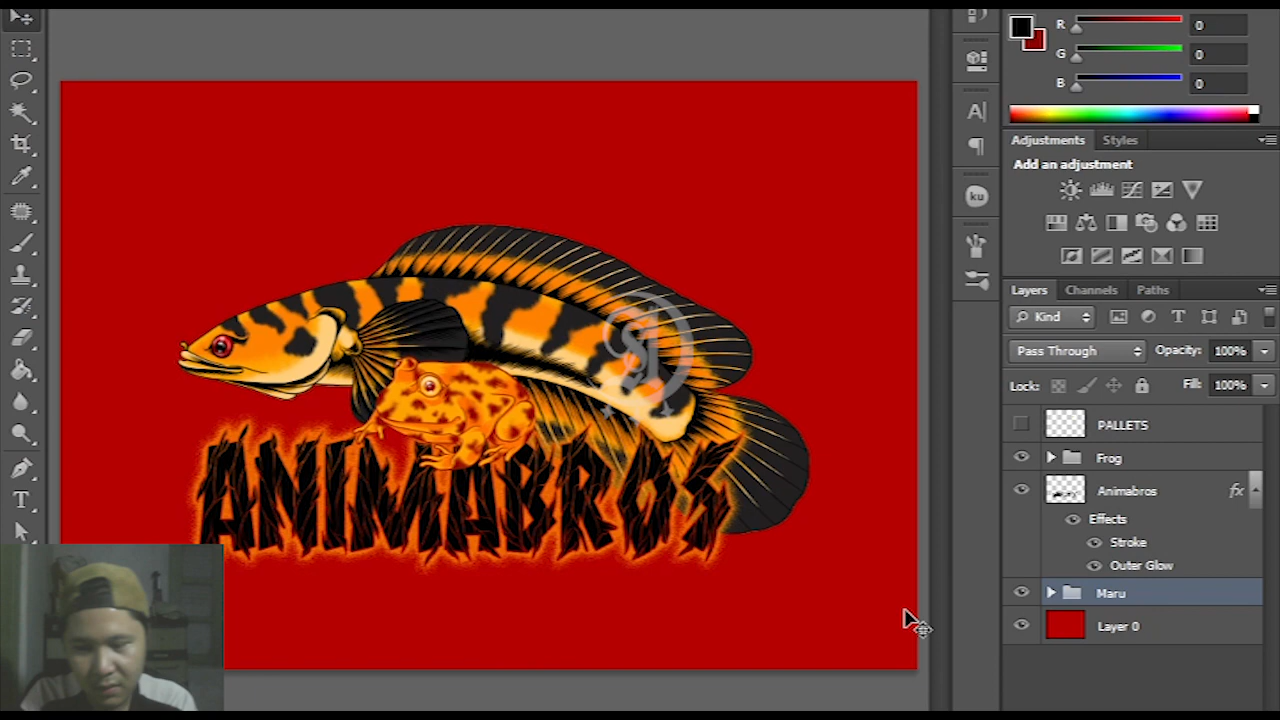 R 0
G 0
B 0
A|
ku
Adjustments Styles
Add an adjustment
Layers Channels Paths
Kind
Pass Through Opacity: 100%
Lock: Fill: 100%
PALLETS
Frog
Animabros fx
Effects
Stroke
Outer Glow
Maru
Layer 0
T
ANIMABROS